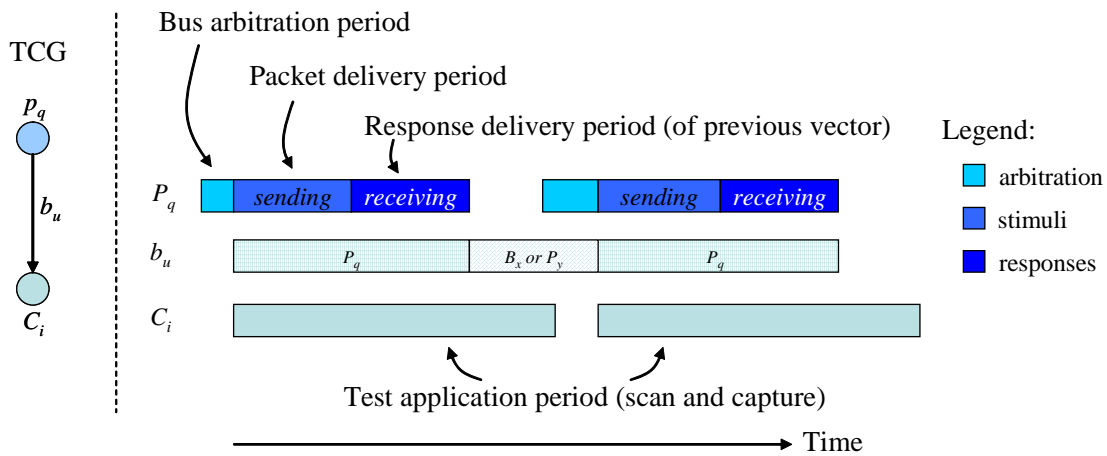 Bus arbitration period
TCG
Packet delivery period
p_q
Response delivery period (of previous vector)
Legend:
P_q
sending
receiving
sending
receiving
arbitration
b_u
stimuli
b_u
P_q
B_x or P_y
P_q
responses
C_i
C_i
Test application period (scan and capture)
Time